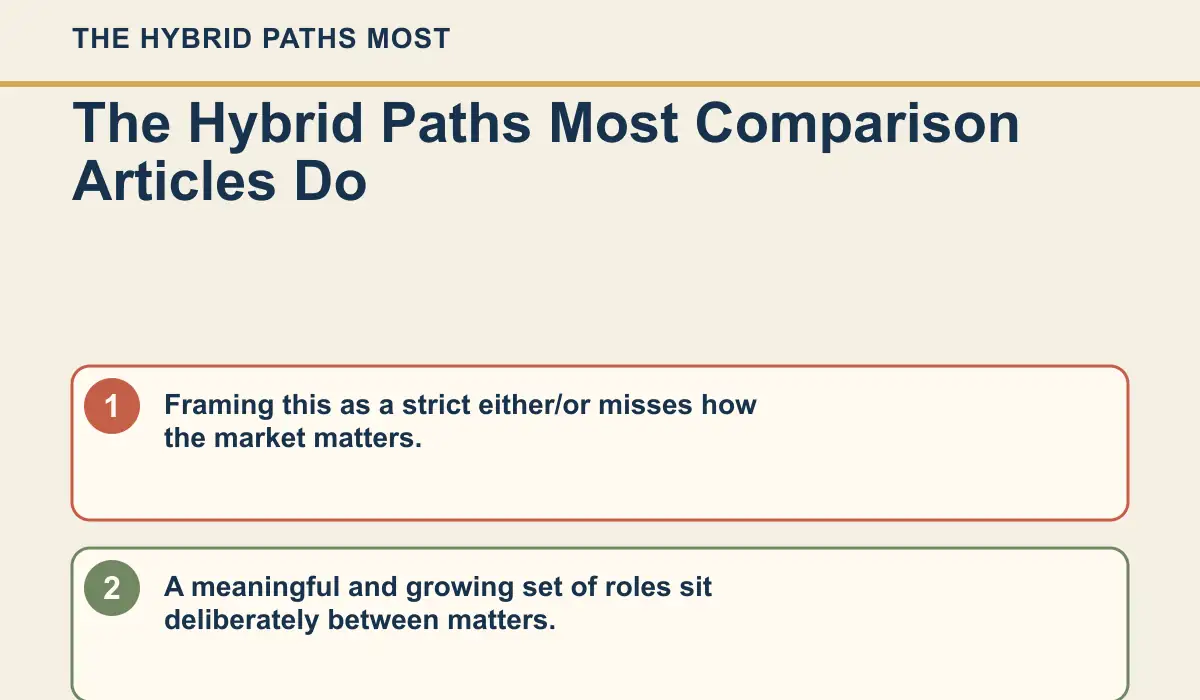 THE HYBRID PATHS MOST
The Hybrid Paths Most Comparison
Articles Do
1
Framing this as a strict either/or misses how
the market matters.
2
A meaningful and growing set of roles sit
deliberately between matters.